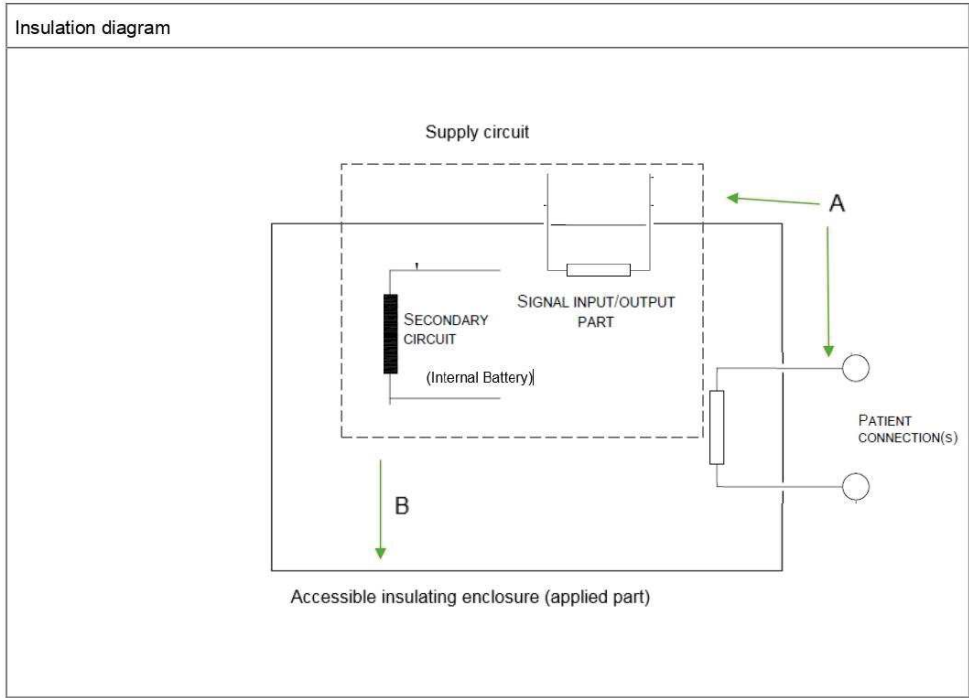 Insulation diagram
Supply circuit
A
SIGNAL INPUT/OUTPUT
PART
SECONDARY
CIRCUIT
(Internal Battery)
PATIENT
CONNECTION(S)
B
Accessible insulating enclosure (applied part)